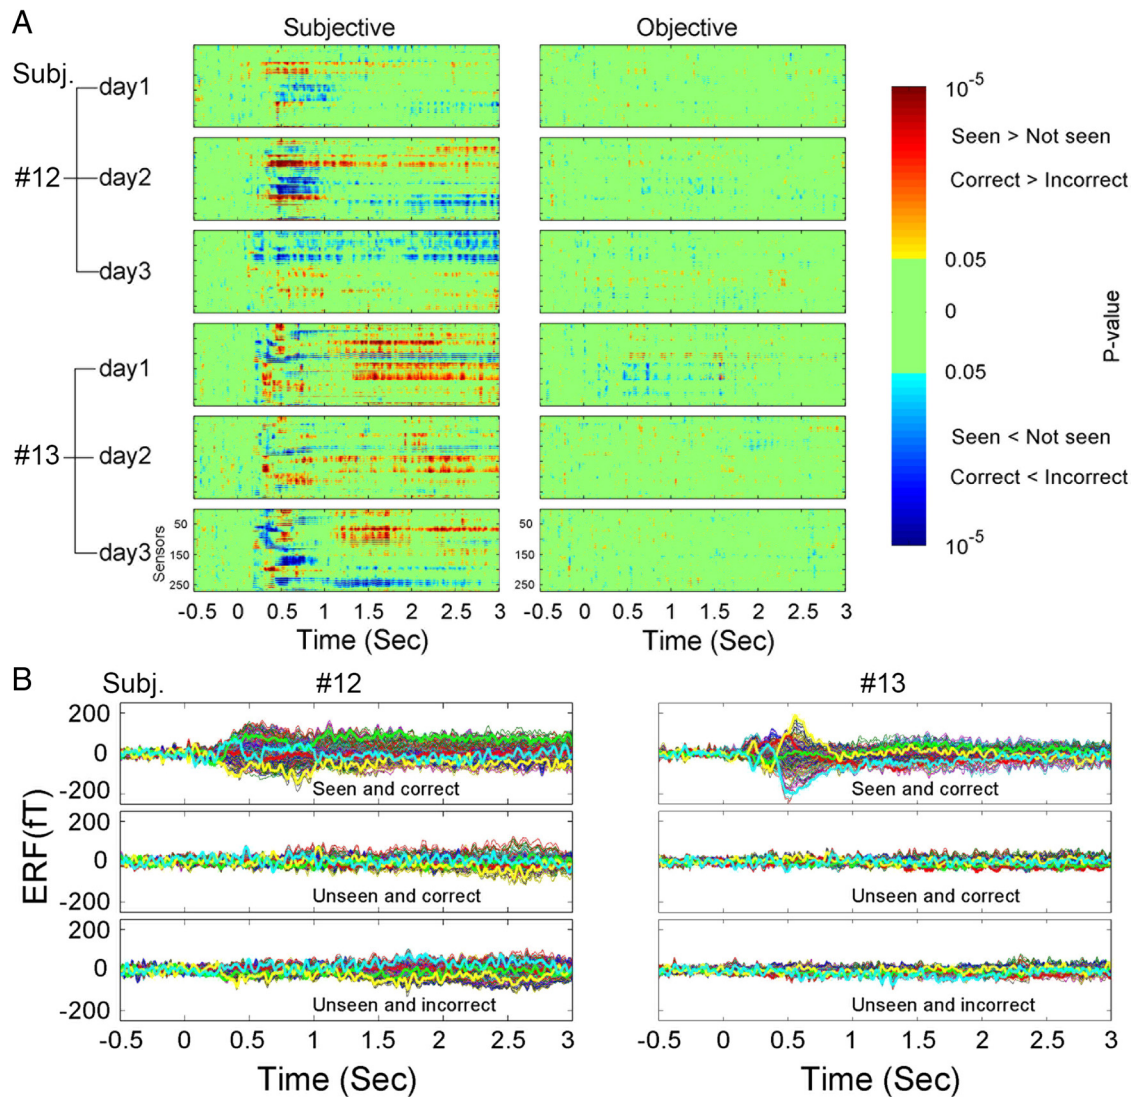 A
Subjective
Objective
Subj.
day1
#12
day2
day3
day1
#13
day2
day3
Sensors
50
150
250
10-5
Seen > Not seen
Correct > Incorrect
0.05
0
0.05
Seen < Not seen
Correct < Incorrect
10-5
P-value
-0.5 0 0.5 1 1.5 2 2.5 3
-0.5 0 0.5 1 1.5 2 2.5 3
Time (Sec)
Time (Sec)
B
Subj.
#12
#13
ERF(fT)
200
0
-200
Seen and correct
Seen and correct
200
0
-200
Unseen and correct
Unseen and correct
200
0
-200
Unseen and incorrect
Unseen and incorrect
-0.5 0 0.5 1 1.5 2 2.5 3
-0.5 0 0.5 1 1.5 2 2.5 3
Time (Sec)
Time (Sec)